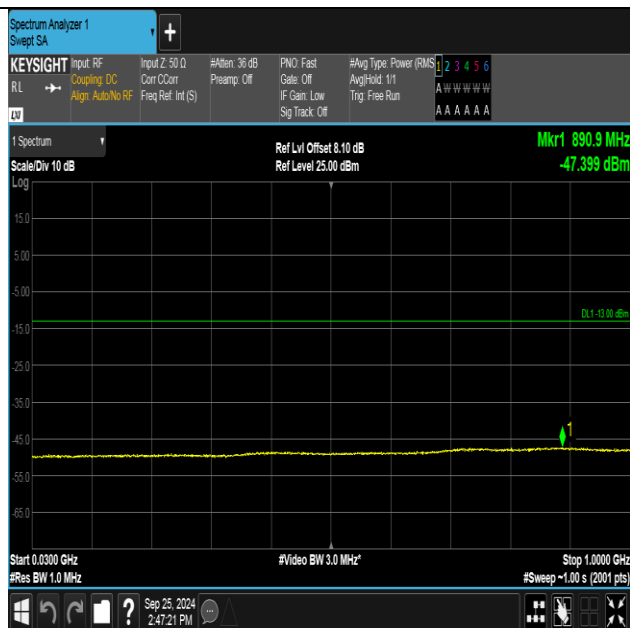 Spectrum Analyzer 1
Swept SA
+
KEYSIGHT
RL
LXI
Input: RF
Coupling: DC
Align: Auto/No RF
Input Z: 50 Ω
Corr CCorr
Freq Ref: Int (S)
#Atten: 36 dB
Preamp: Off
PNO: Fast
Gate: Off
IF Gain: Low
Sig Track: Off
#Avg Type: Power (RMS
Avg|Hold: 1/1
Trig: Free Run
1 2 3 4 5 6
A W W W W W
A A A A A A
1 Spectrum
Scale/Div 10 dB
Ref Lvl Offset 8.10 dB
Ref Level 25.00 dBm
Mkr1 890.9 MHz
-47.399 dBm
Log
15.0
5.00
-5.00
DL1 -13.00 dBm
-15.0
-25.0
-35.0
1
-45.0
-55.0
-65.0
Start 0.0300 GHz
#Video BW 3.0 MHz*
Stop 1.0000 GHz
#Res BW 1.0 MHz
#Sweep ~1.00 s (2001 pts)
?
Sep 25, 2024
2:47:21 PM